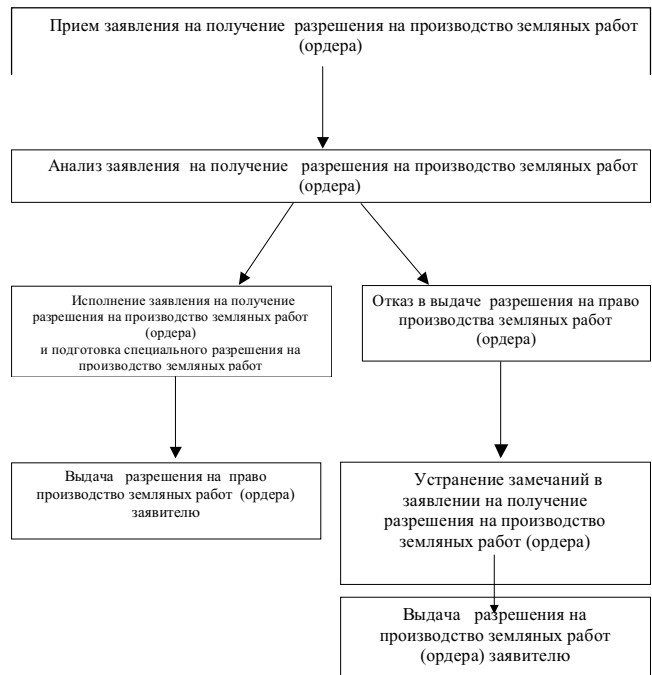 Прием заявления на получение разрешения на производство земляных работ
(ордера)
Анализ заявления на получение разрешения на производство земляных работ
(ордера)
Исполнение заявления на получение
разрешения на производство земляных работ
(ордера)
и подготовка специального разрешения на
производство земляных работ
Отказ в выдаче разрешения на право
производства земляных работ
(ордера)
Выдача разрешения на право
производство земляных работ (ордера)
заявителю
Устранение замечаний в
заявлении на получение
разрешения на производство
земляных работ (ордера)
Выдача разрешения на
производство земляных работ
(ордера) заявителю